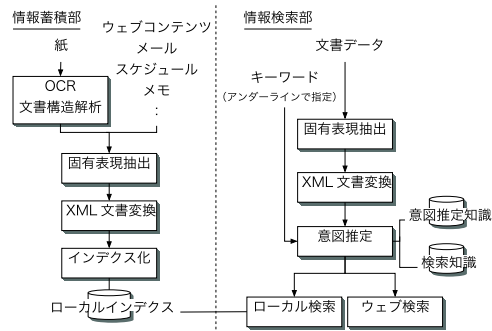 情報蓄積部
紙
ウェブコンテンツ
メール
スケジュール
メモ
:
OCR
文書構造解析
固有表現抽出
XML 文書変換
インデクス化
ローカルインデクス
情報検索部
文書データ
キーワード
(アンダーラインで指定)
固有表現抽出
XML 文書変換
意図推定
意図推定知識
検索知識
ローカル検索
ウェブ検索